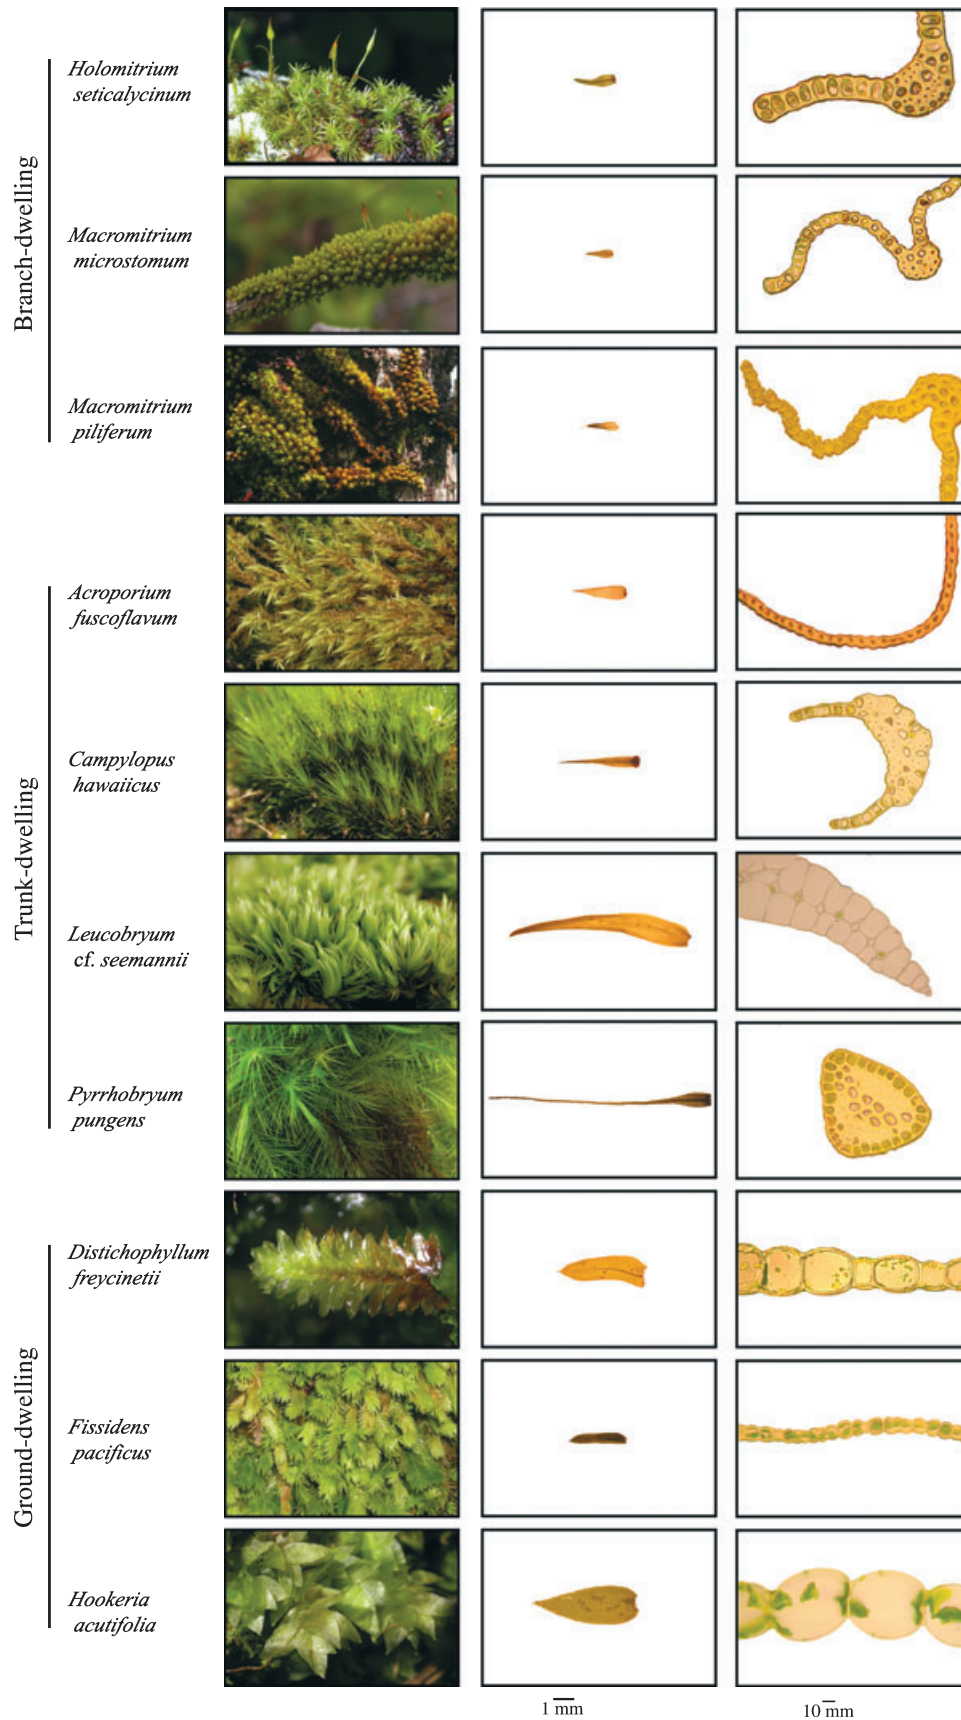 Branch-dwelling
Holomitrium
seticalycinum
Macromitrium
microstomum
Macromitrium
piliferum
Trunk-dwelling
Acroporium
fuscoflavum
Campylopus
hawaiicus
Leucobryum
cf. seemannii
Pyrrhobryum
pungens
Ground-dwelling
Distichophyllum
freycinetii
Fissidens
pacificus
Hookeria
acutifolia
1 mm
10 mm